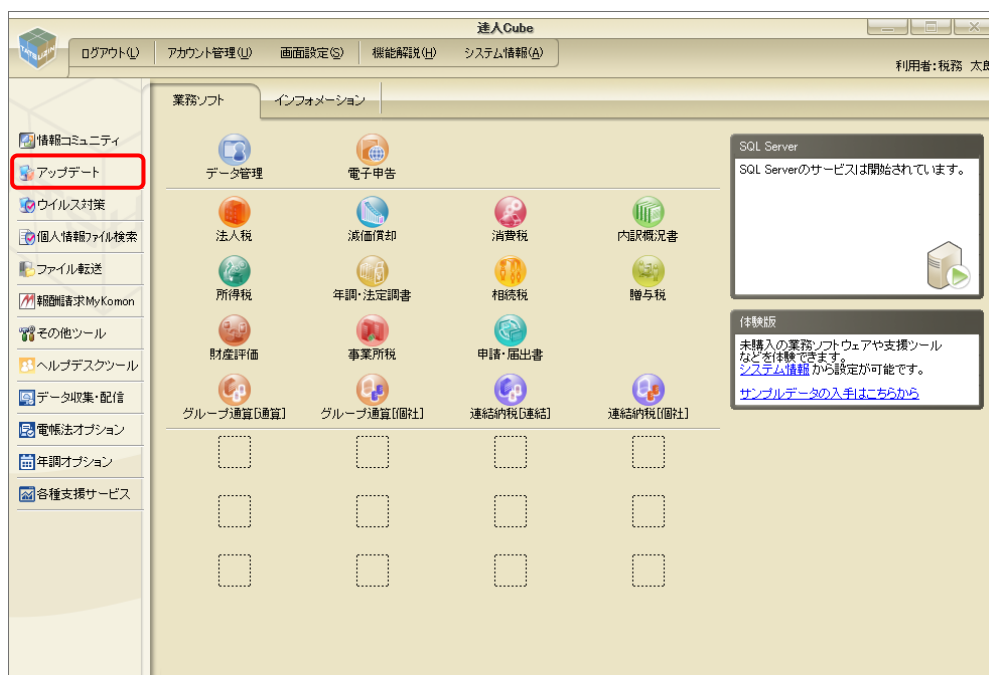 達人Cube
ログアウト(L) アカウント管理(U) 画面設定(S) 機能解説(H) システム情報(A)
利用者:税務 太郎
業務ソフト インフォメーション
情報コミュニティ
アップデート
ウイルス対策
個人情報ファイル検索
ファイル転送
報酬請求MyKomon
その他ツール
ヘルプデスクツール
データ収集・配信
電帳法オプション
年調オプション
各種支援サービス
データ管理 電子申告
法人税 減価償却 消費税 内訳概況書
所得税 年調・法定調書 相続税 贈与税
財産評価 事業所税 申請・届出書
グループ通算[通算] グループ通算[個社] 連結納税[連結] 連結納税[個社]
SQL Server
SQL Serverのサービスは開始されています。
体験版
未購入の業務ソフトウェアや支援ツール
などを体験できます。
システム情報から設定が可能です。
サンプルデータの入手はこちらから